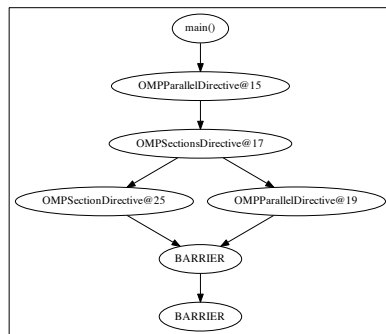 main()
OMPParallelDirective@15
OMPSectionsDirective@17
OMPSectionDirective@25
OMPParallelDirective@19
BARRIER
BARRIER